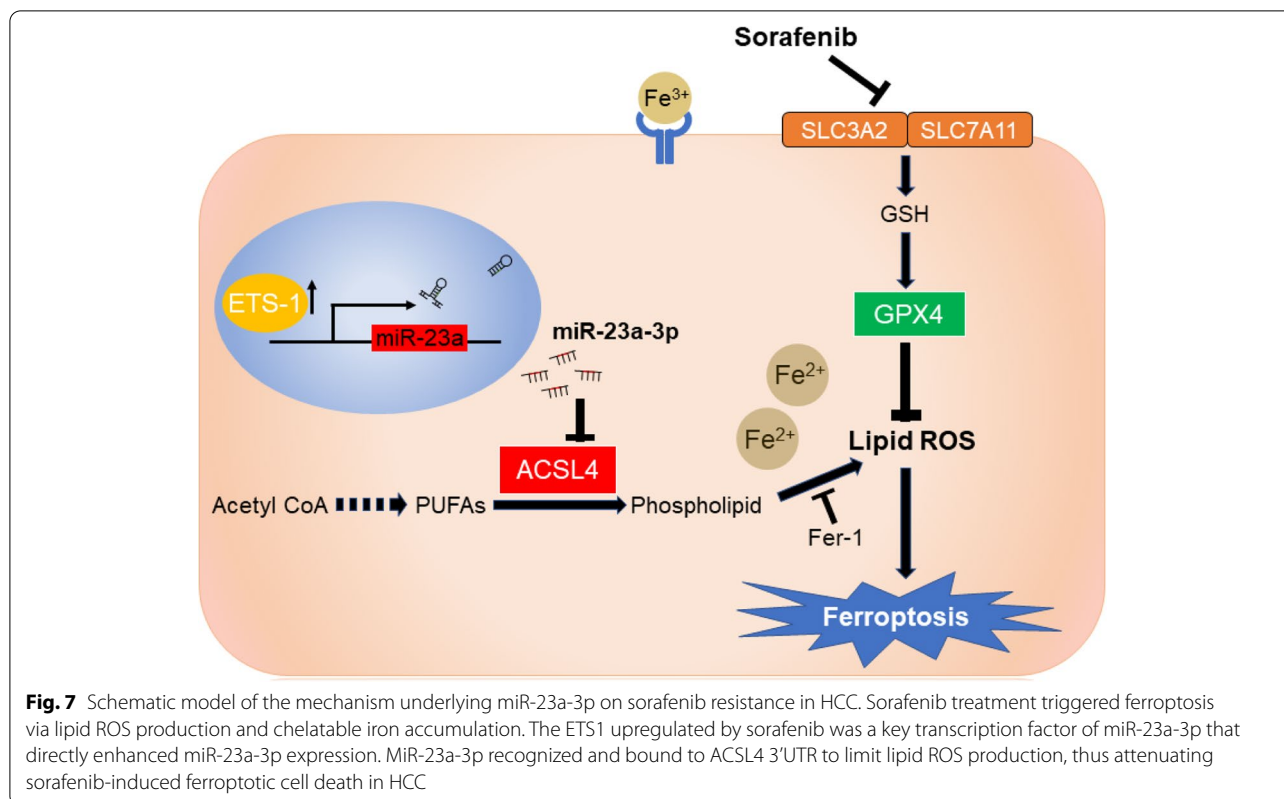 Sorafenib
Fe³⁺
SLC3A2 SLC7A11
GSH
ETS-1
miR-23a
miR-23a-3p
GPX4
Fe²⁺
Fe²⁺
Lipid ROS
ACSL4
Acetyl CoA PUFAs Phospholipid
Fer-1
Ferroptosis
Fig. 7 Schematic model of the mechanism underlying miR-23a-3p on sorafenib resistance in HCC. Sorafenib treatment triggered ferroptosis
via lipid ROS production and chelatable iron accumulation. The ETS1 upregulated by sorafenib was a key transcription factor of miR-23a-3p that
directly enhanced miR-23a-3p expression. MiR-23a-3p recognized and bound to ACSL4 3’UTR to limit lipid ROS production, thus attenuating
sorafenib-induced ferroptotic cell death in HCC